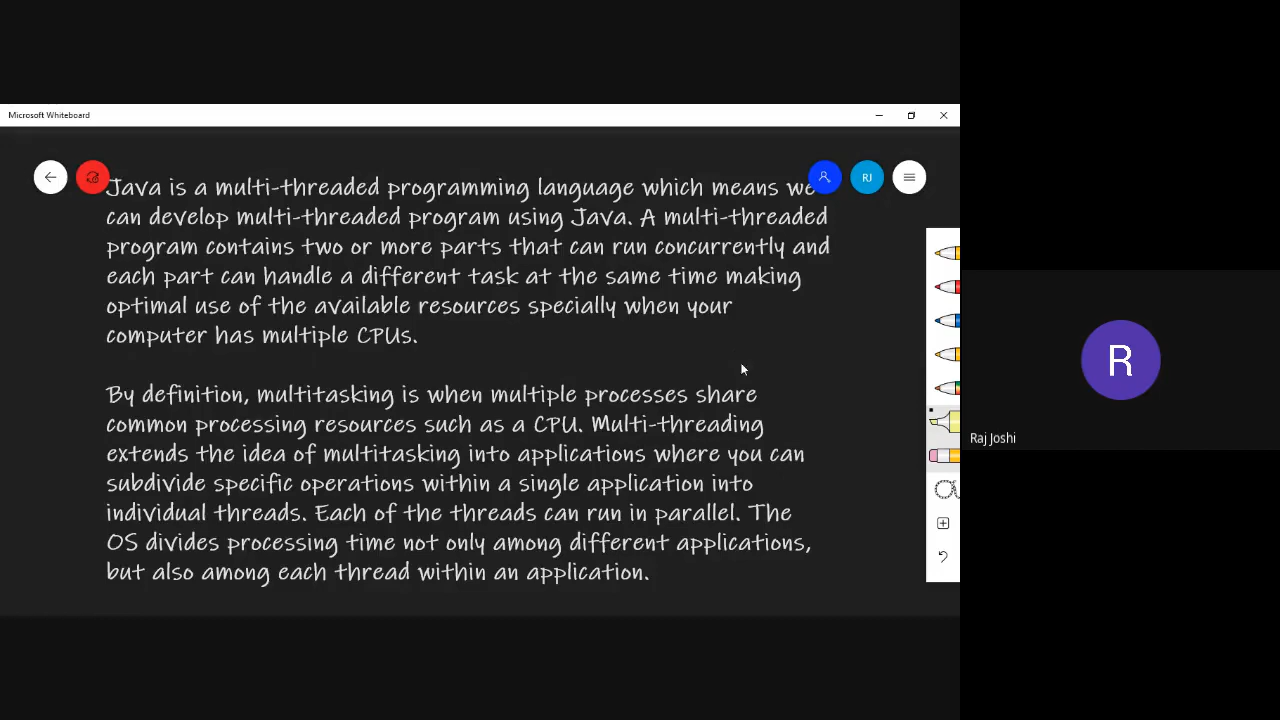 Microsoft Whiteboard
RJ
Java is a multi-threaded programming language which means we
can develop multi-threaded program using Java. A multi-threaded
program contains two or more parts that can run concurrently and
each part can handle a different task at the same time making
optimal use of the available resources specially when your
computer has multiple CPUs.
By definition, multitasking is when multiple processes share
common processing resources such as a CPU. Multi-threading
extends the idea of multitasking into applications where you can
subdivide specific operations within a single application into
individual threads. Each of the threads can run in parallel. The
OS divides processing time not only among different applications,
but also among each thread within an application.
R
Raj Joshi